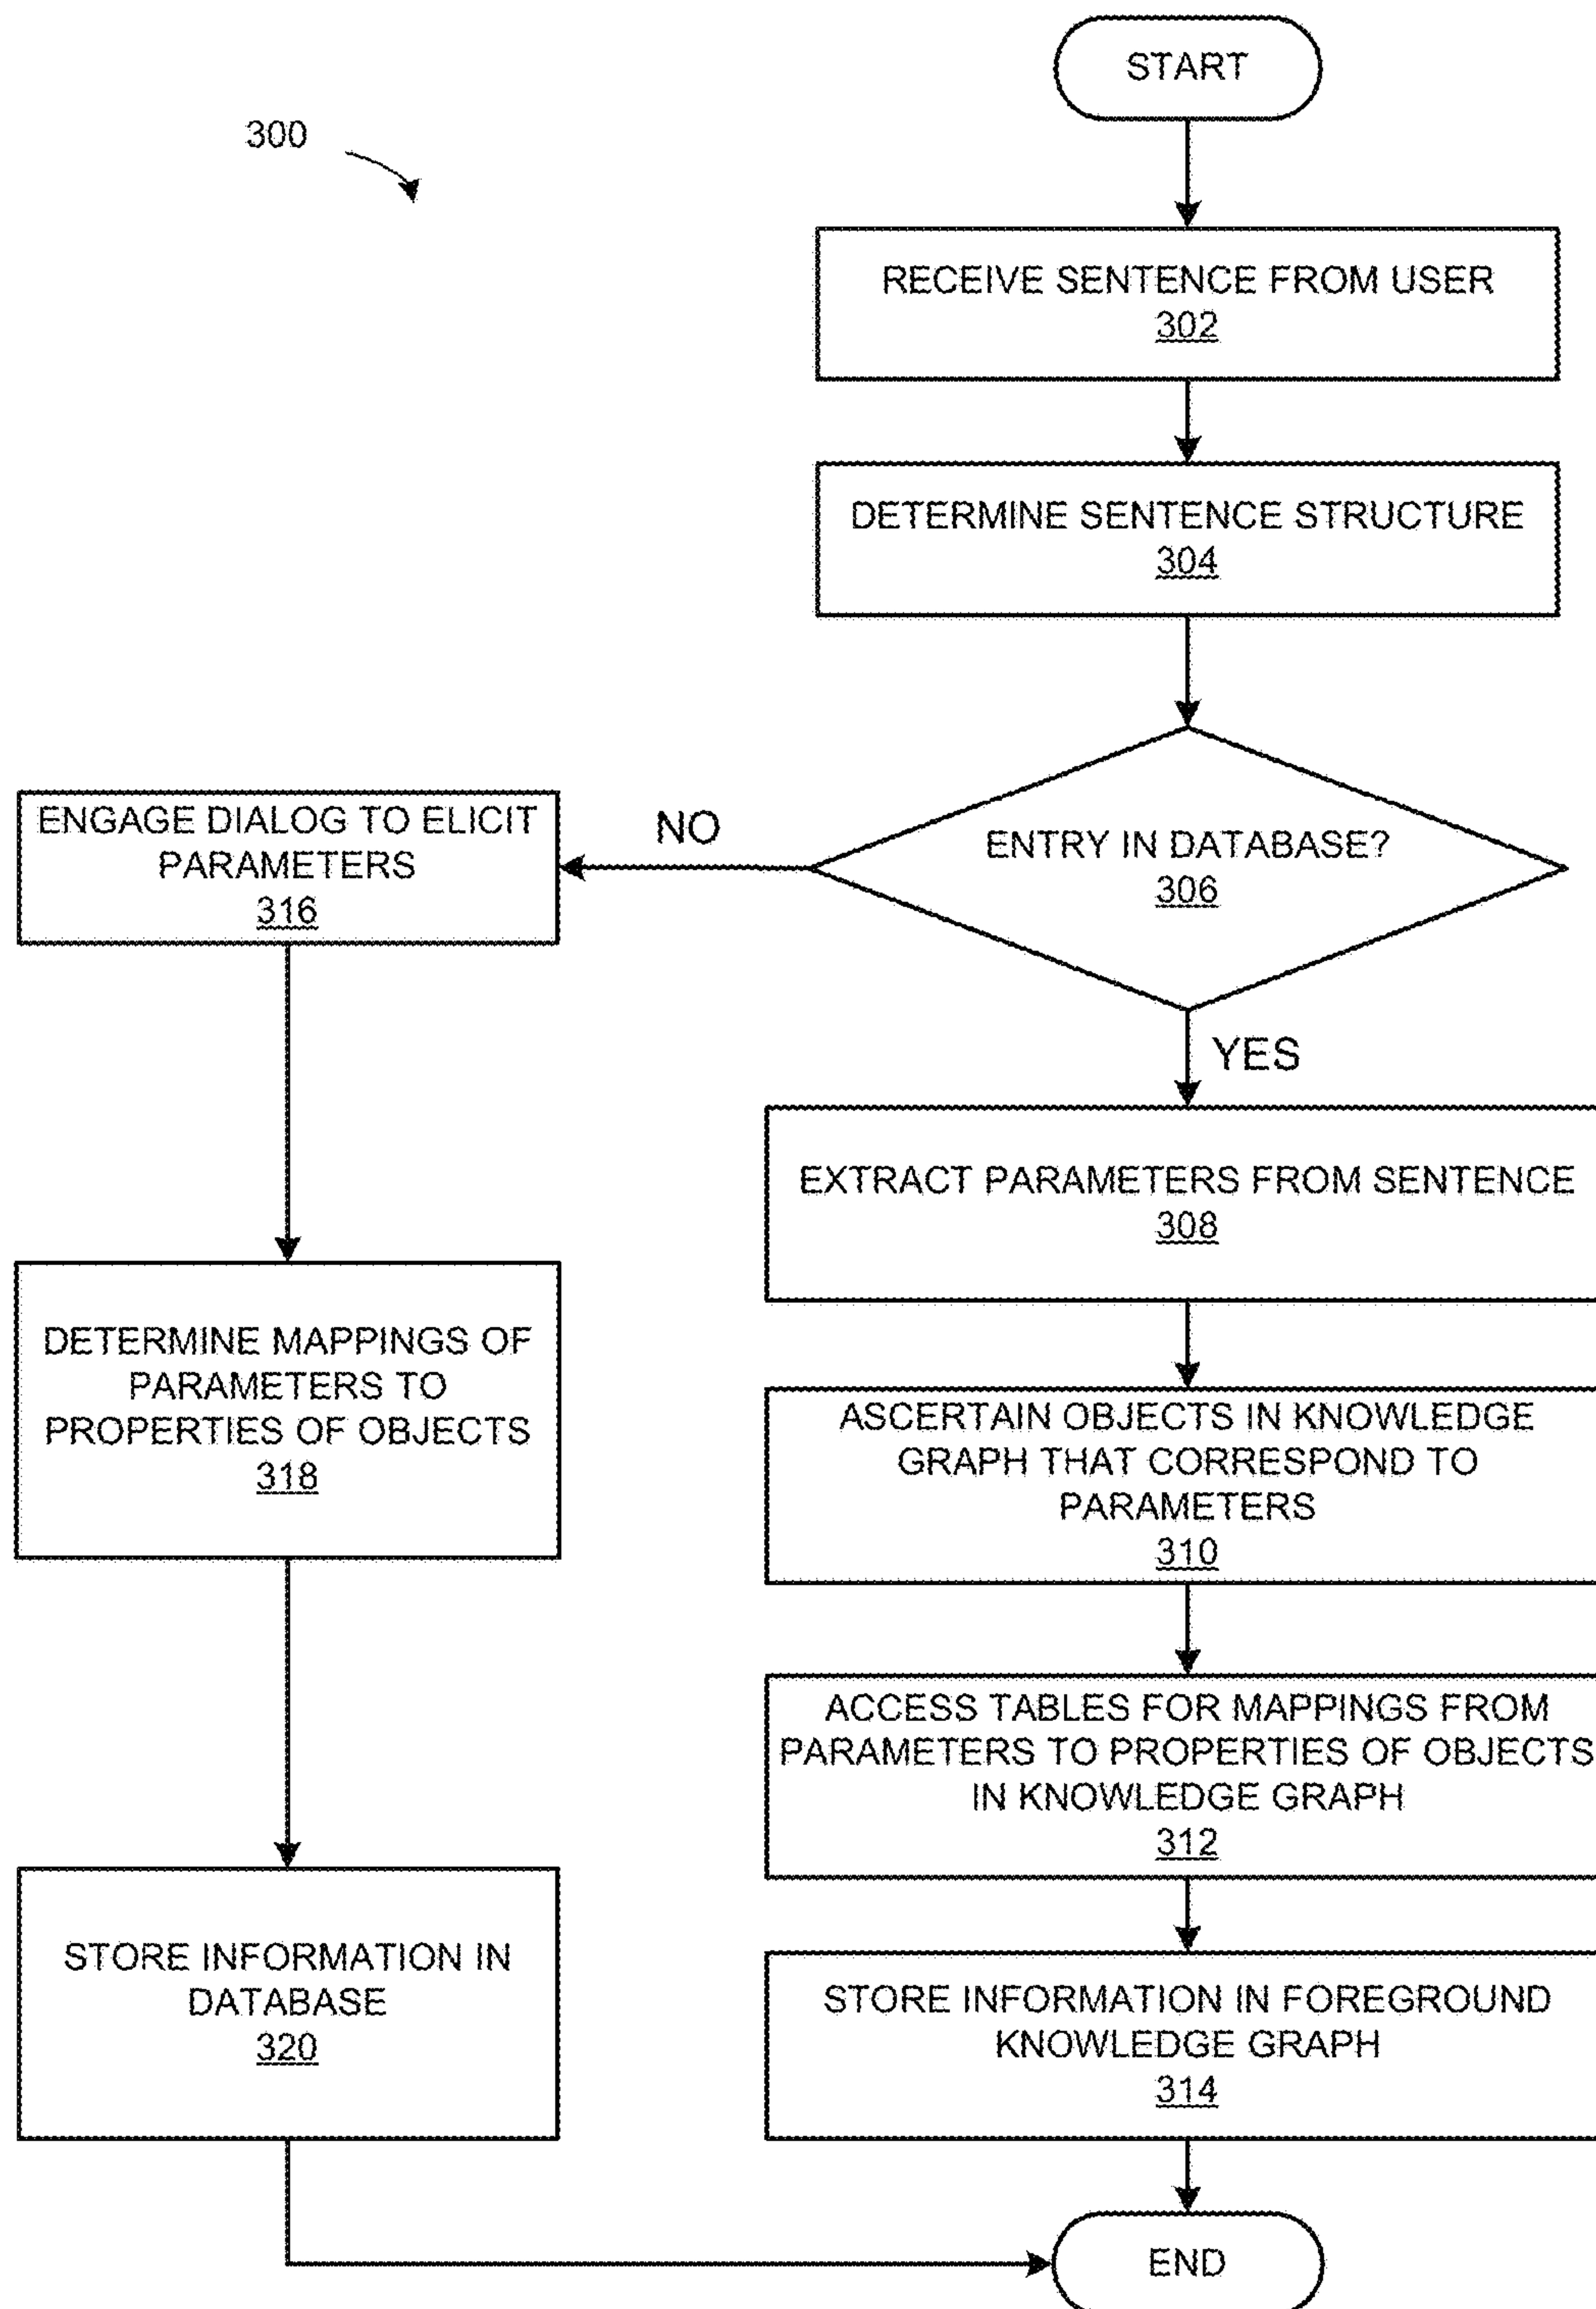 START
300
RECEIVE SENTENCE FROM USER
302
DETERMINE SENTENCE STRUCTURE
304
ENTRY IN DATABASE?
306
NO
YES
ENGAGE DIALOG TO ELICIT
PARAMETERS
316
DETERMINE MAPPINGS OF
PARAMETERS TO
PROPERTIES OF OBJECTS
318
STORE INFORMATION IN
DATABASE
320
EXTRACT PARAMETERS FROM SENTENCE
308
ASCERTAIN OBJECTS IN KNOWLEDGE
GRAPH THAT CORRESPOND TO
PARAMETERS
310
ACCESS TABLES FOR MAPPINGS FROM
PARAMETERS TO PROPERTIES OF OBJECTS
IN KNOWLEDGE GRAPH
312
STORE INFORMATION IN FOREGROUND
KNOWLEDGE GRAPH
314
END